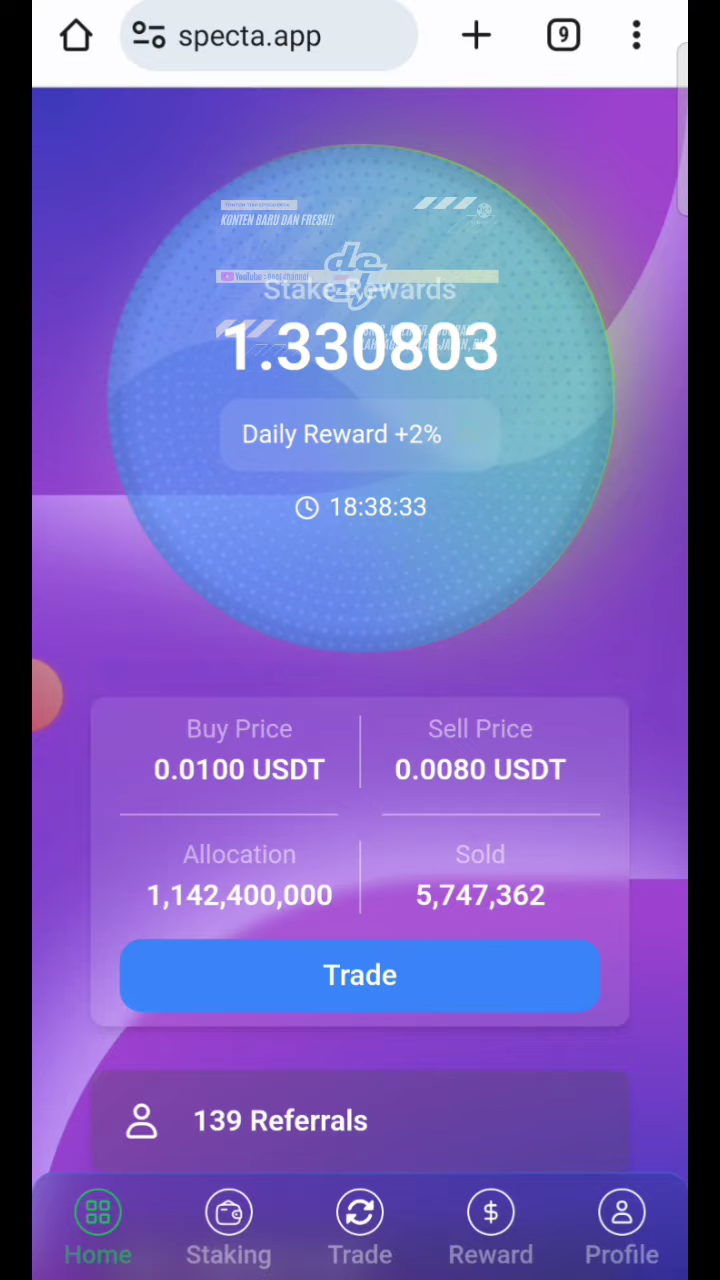 specta.app
9
KONTEN BARU DAN FRESH!!
YouTube
Stake Rewards
1.330803
Daily Reward +2%
18:38:33
Buy Price
Sell Price
0.0100 USDT
0.0080 USDT
Allocation
Sold
1,142,400,000
5,747,362
Trade
139 Referrals
Home
Staking
Trade
Reward
Profile